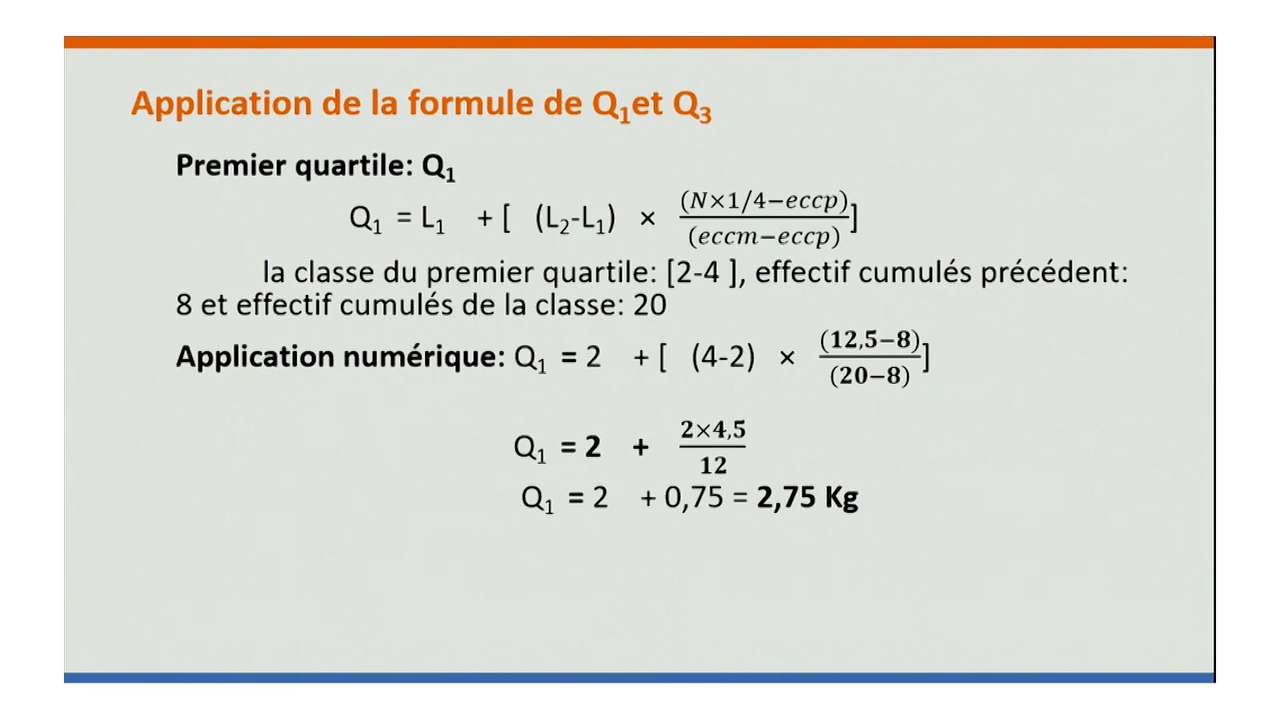 Application de la formule de Q₁et Q₃
Premier quartile: Q₁
Q₁ = L₁ + [ (L₂-L₁) × (N×1/4−eccp)/(eccm−eccp) ]
la classe du premier quartile: [2-4 ], effectif cumulés précédent:
8 et effectif cumulés de la classe: 20
Application numérique: Q₁ = 2 + [ (4-2) × (12,5−8)/(20−8) ]
Q₁ = 2 + 2×4,5/12
Q₁ = 2 + 0,75 = 2,75 Kg